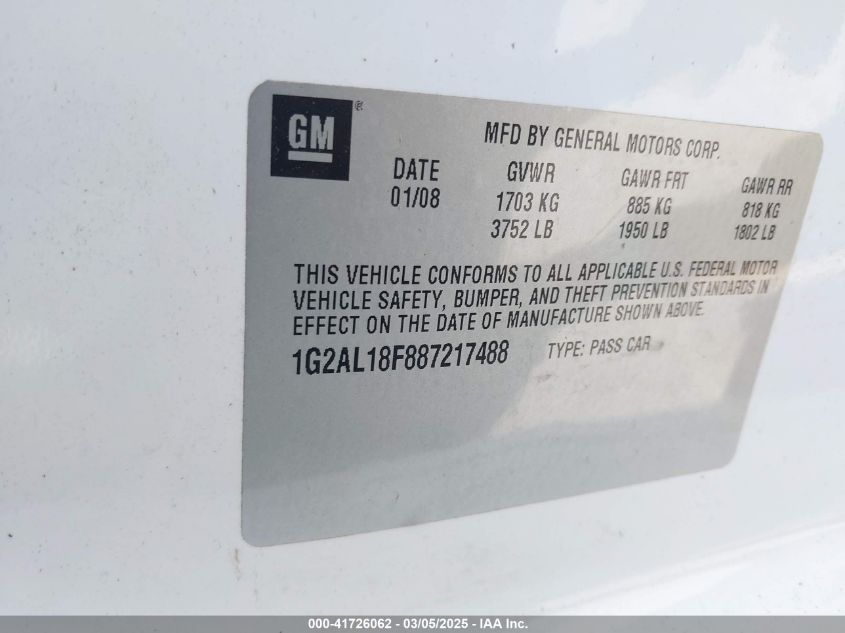 GM®
MFD BY GENERAL MOTORS CORP.
DATE GVWR GAWR FRT GAWR RR
01/08 1703 KG 885 KG 818 KG
3752 LB 1950 LB 1802 LB
THIS VEHICLE CONFORMS TO ALL APPLICABLE U.S. FEDERAL MOTOR
VEHICLE SAFETY, BUMPER, AND THEFT PREVENTION STANDARDS IN
EFFECT ON THE DATE OF MANUFACTURE SHOWN ABOVE.
1G2AL18F887217488 TYPE: PASS CAR
000-41726062 - 03/05/2025 - IAA Inc.